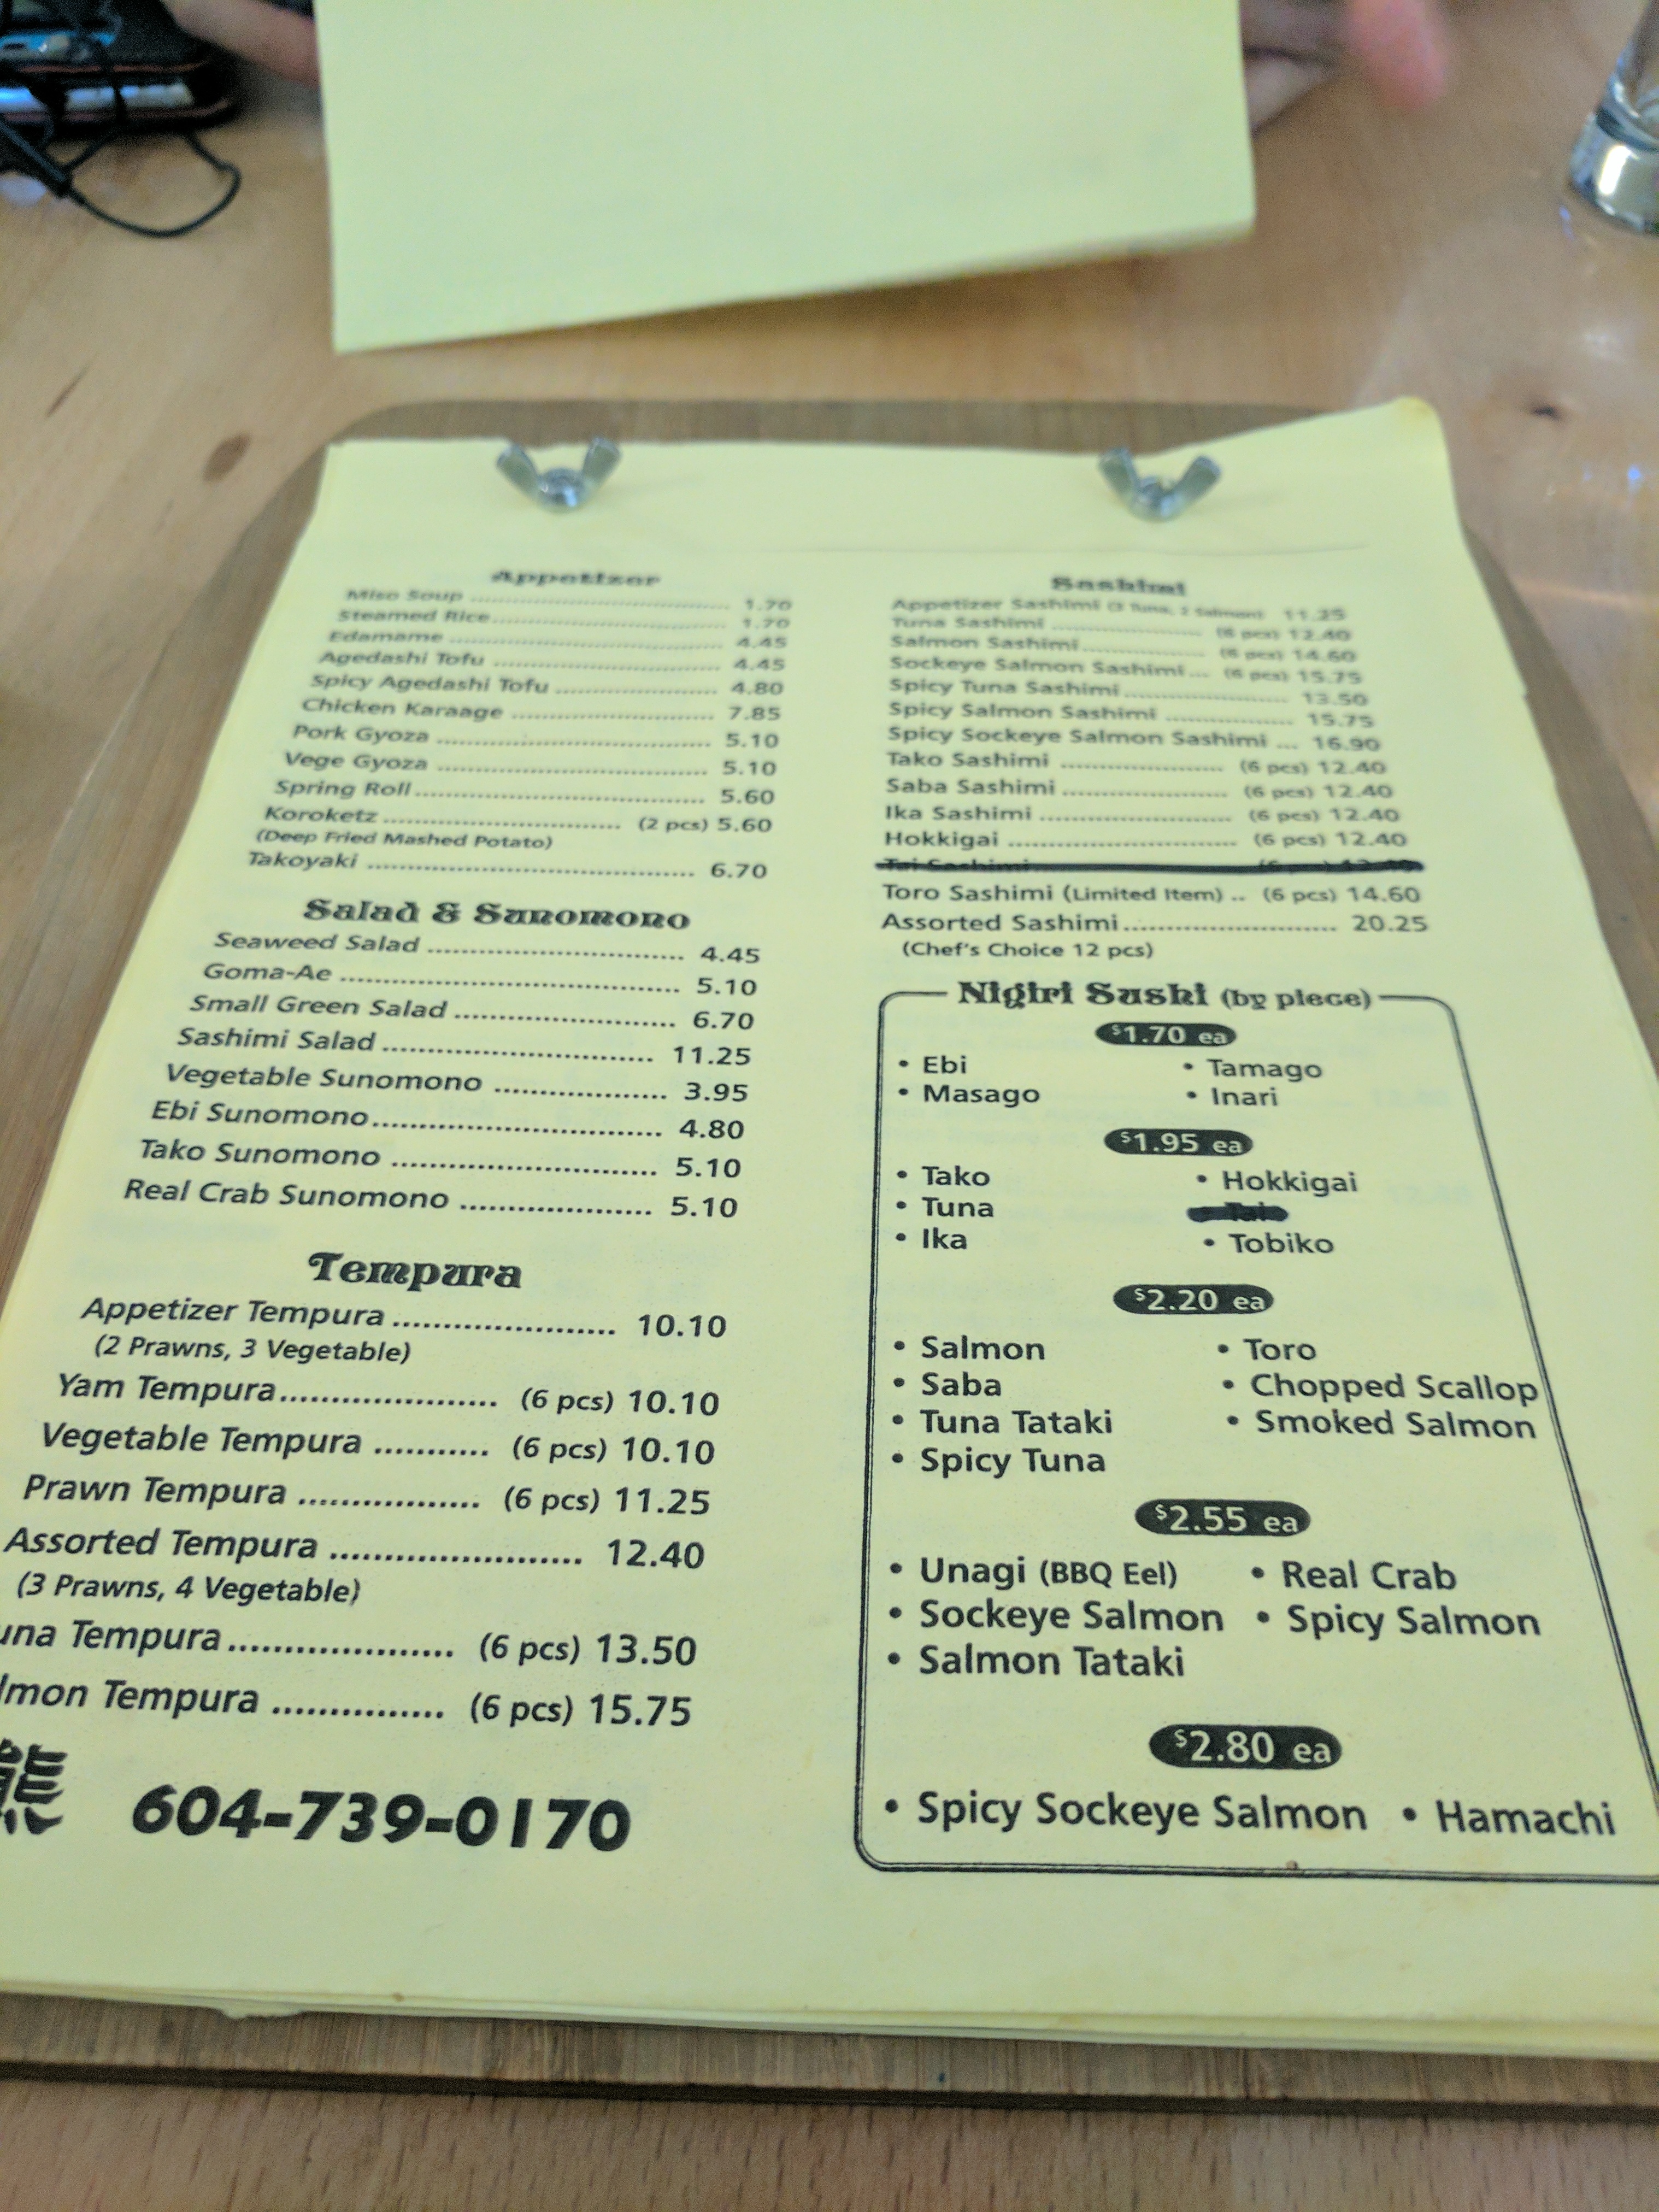 Appetizer
Miso Soup ........ 1.70
Steamed Rice ........ 1.70
Edamame ........ 4.45
Agedashi Tofu ........ 4.45
Spicy Agedashi Tofu ........ 4.80
Chicken Karaage ........ 7.85
Pork Gyoza ........ 5.10
Vege Gyoza ........ 5.10
Spring Roll ........ 5.60
Koroketz ........ (2 pcs) 5.60
(Deep Fried Mashed Potato)
Takoyaki ........ 6.70
Salad & Sunomono
Seaweed Salad ........ 4.45
Goma-Ae ........ 5.10
Small Green Salad ........ 6.70
Sashimi Salad ........ 11.25
Vegetable Sunomono ........ 3.95
Ebi Sunomono ........ 4.80
Tako Sunomono ........ 5.10
Real Crab Sunomono ........ 5.10
Tempura
Appetizer Tempura ........ 10.10
(2 Prawns, 3 Vegetable)
Yam Tempura ........ (6 pcs) 10.10
Vegetable Tempura ........ (6 pcs) 10.10
Prawn Tempura ........ (6 pcs) 11.25
Assorted Tempura ........ 12.40
(3 Prawns, 4 Vegetable)
una Tempura ........ (6 pcs) 13.50
lmon Tempura ........ (6 pcs) 15.75
604-739-0170
Sashimi
Appetizer Sashimi (3 Tuna, 2 Salmon) 11.25
Tuna Sashimi ........ (6 pcs) 12.40
Salmon Sashimi ........ (6 pcs) 14.60
Sockeye Salmon Sashimi .... (6 pcs) 15.75
Spicy Tuna Sashimi ........ 13.50
Spicy Salmon Sashimi ........ 15.75
Spicy Sockeye Salmon Sashimi ... 16.90
Tako Sashimi ........ (6 pcs) 12.40
Saba Sashimi ........ (6 pcs) 12.40
Ika Sashimi ........ (6 pcs) 12.40
Hokkigai ........ (6 pcs) 12.40
Tai Sashimi ........ (6 pcs) 12.40
Toro Sashimi (Limited Item) .. (6 pcs) 14.60
Assorted Sashimi ........ 20.25
(Chef's Choice 12 pcs)
Nigiri Sushi (by piece)
$1.70 ea
• Ebi • Tamago
• Masago • Inari
$1.95 ea
• Tako • Hokkigai
• Tuna • Tai
• Ika • Tobiko
$2.20 ea
• Salmon • Toro
• Saba • Chopped Scallop
• Tuna Tataki • Smoked Salmon
• Spicy Tuna
$2.55 ea
• Unagi (BBQ Eel) • Real Crab
• Sockeye Salmon • Spicy Salmon
• Salmon Tataki
$2.80 ea
• Spicy Sockeye Salmon • Hamachi